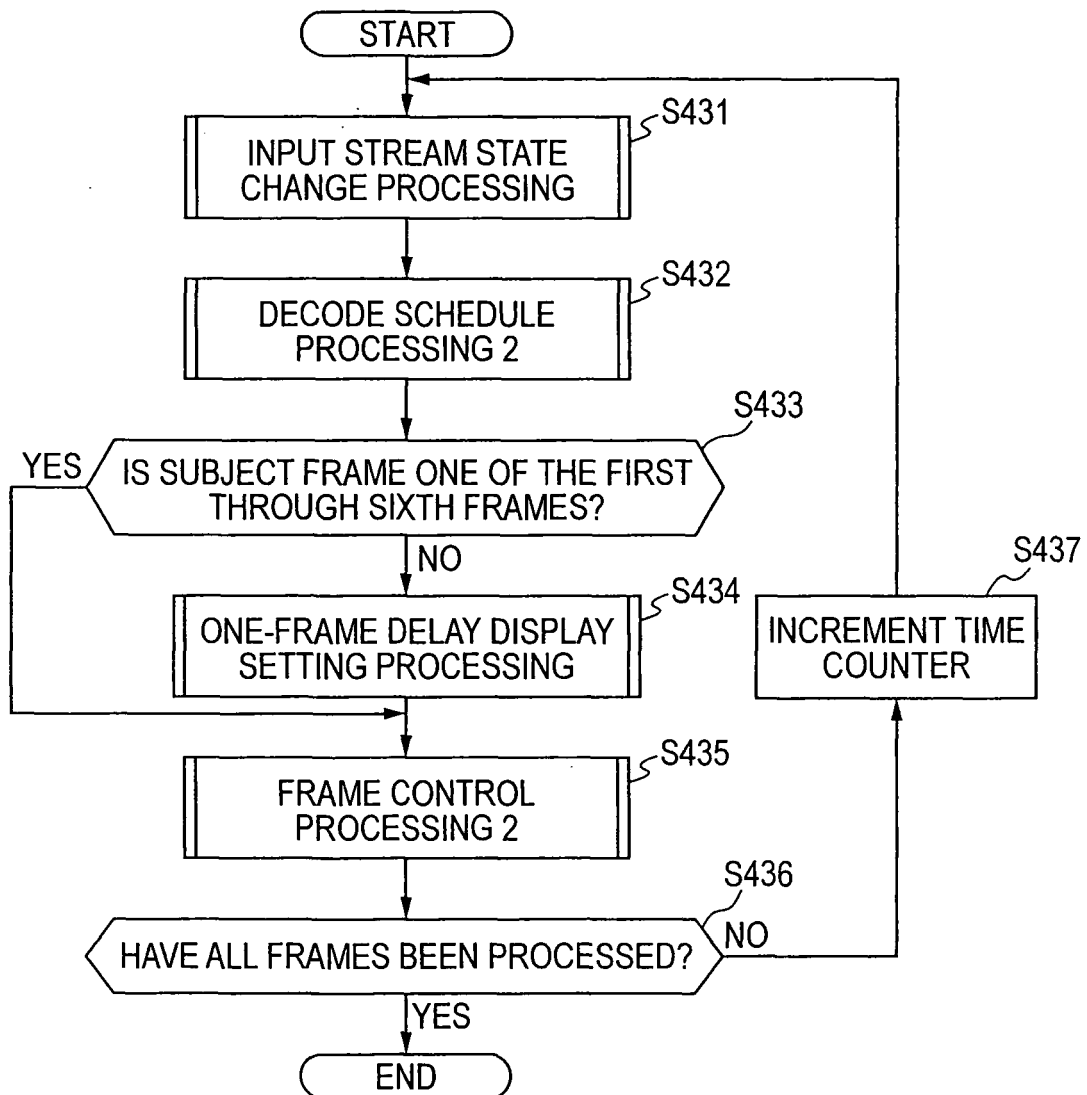 START
S431
INPUT STREAM STATE
CHANGE PROCESSING
S432
DECODE SCHEDULE
PROCESSING 2
S433
YES
IS SUBJECT FRAME ONE OF THE FIRST
THROUGH SIXTH FRAMES?
NO
S434
ONE-FRAME DELAY DISPLAY
SETTING PROCESSING
S437
INCREMENT TIME
COUNTER
S435
FRAME CONTROL
PROCESSING 2
S436
HAVE ALL FRAMES BEEN PROCESSED?
NO
YES
END